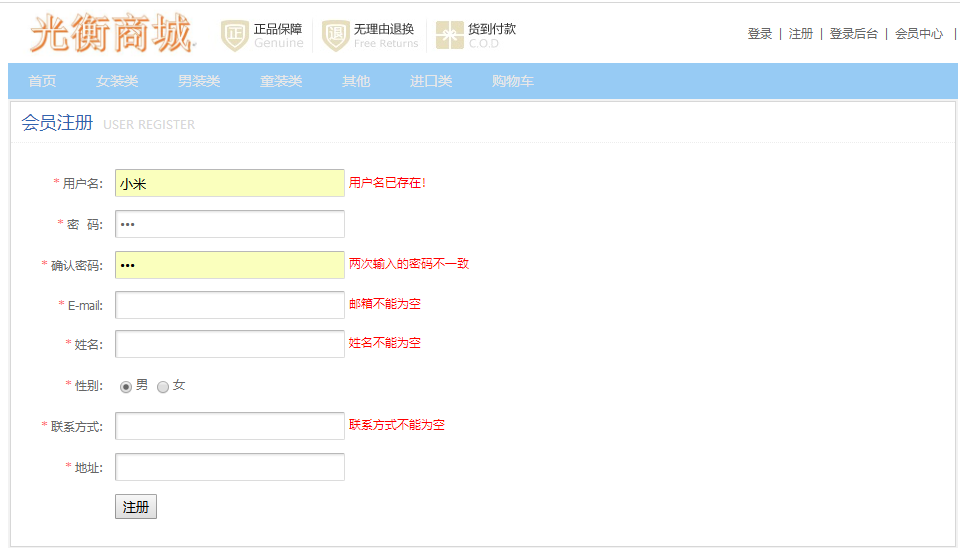 光衡商城
正品保障 无理由退换 货到付款
Genuine Free Returns C.O.D
登录 | 注册 | 登录后台 | 会员中心 |
首页 女装类 男装类 童装类 其他 进口类 购物车
会员注册 USER REGISTER
* 用户名: 小米 用户名已存在!
* 密 码: •••
* 确认密码: ••• 两次输入的密码不一致
* E-mail: 邮箱不能为空
* 姓名: 姓名不能为空
* 性别: 男 女
* 联系方式: 联系方式不能为空
* 地址:
注册